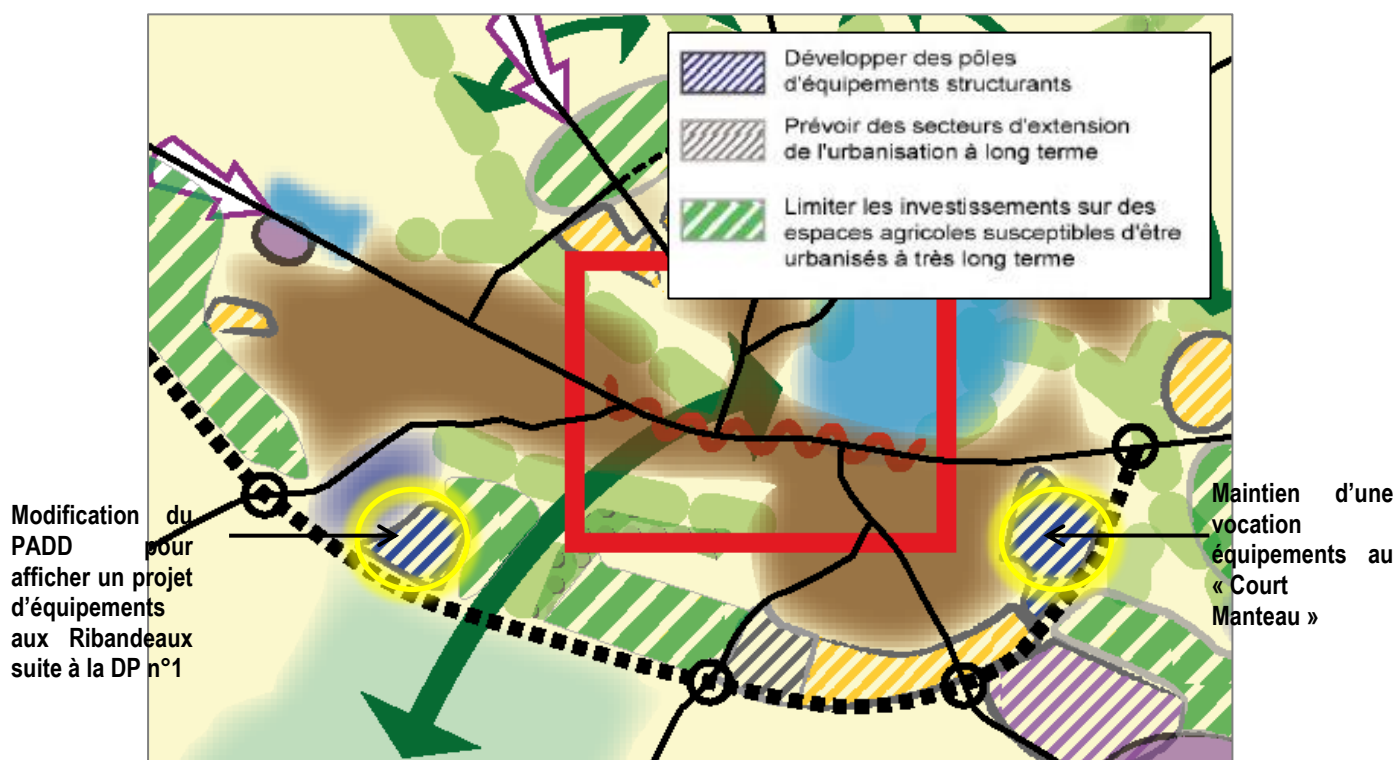 Développer des pôles
d'équipements structurants
Prévoir des secteurs d'extension
de l'urbanisation à long terme
Limiter les investissements sur des
espaces agricoles susceptibles d'être
urbanisés à très long terme
Modification du
PADD pour
afficher un projet
d'équipements
aux Ribandeaux
suite à la DP n°1
Maintien d'une
vocation
équipements au
« Court
Manteau »